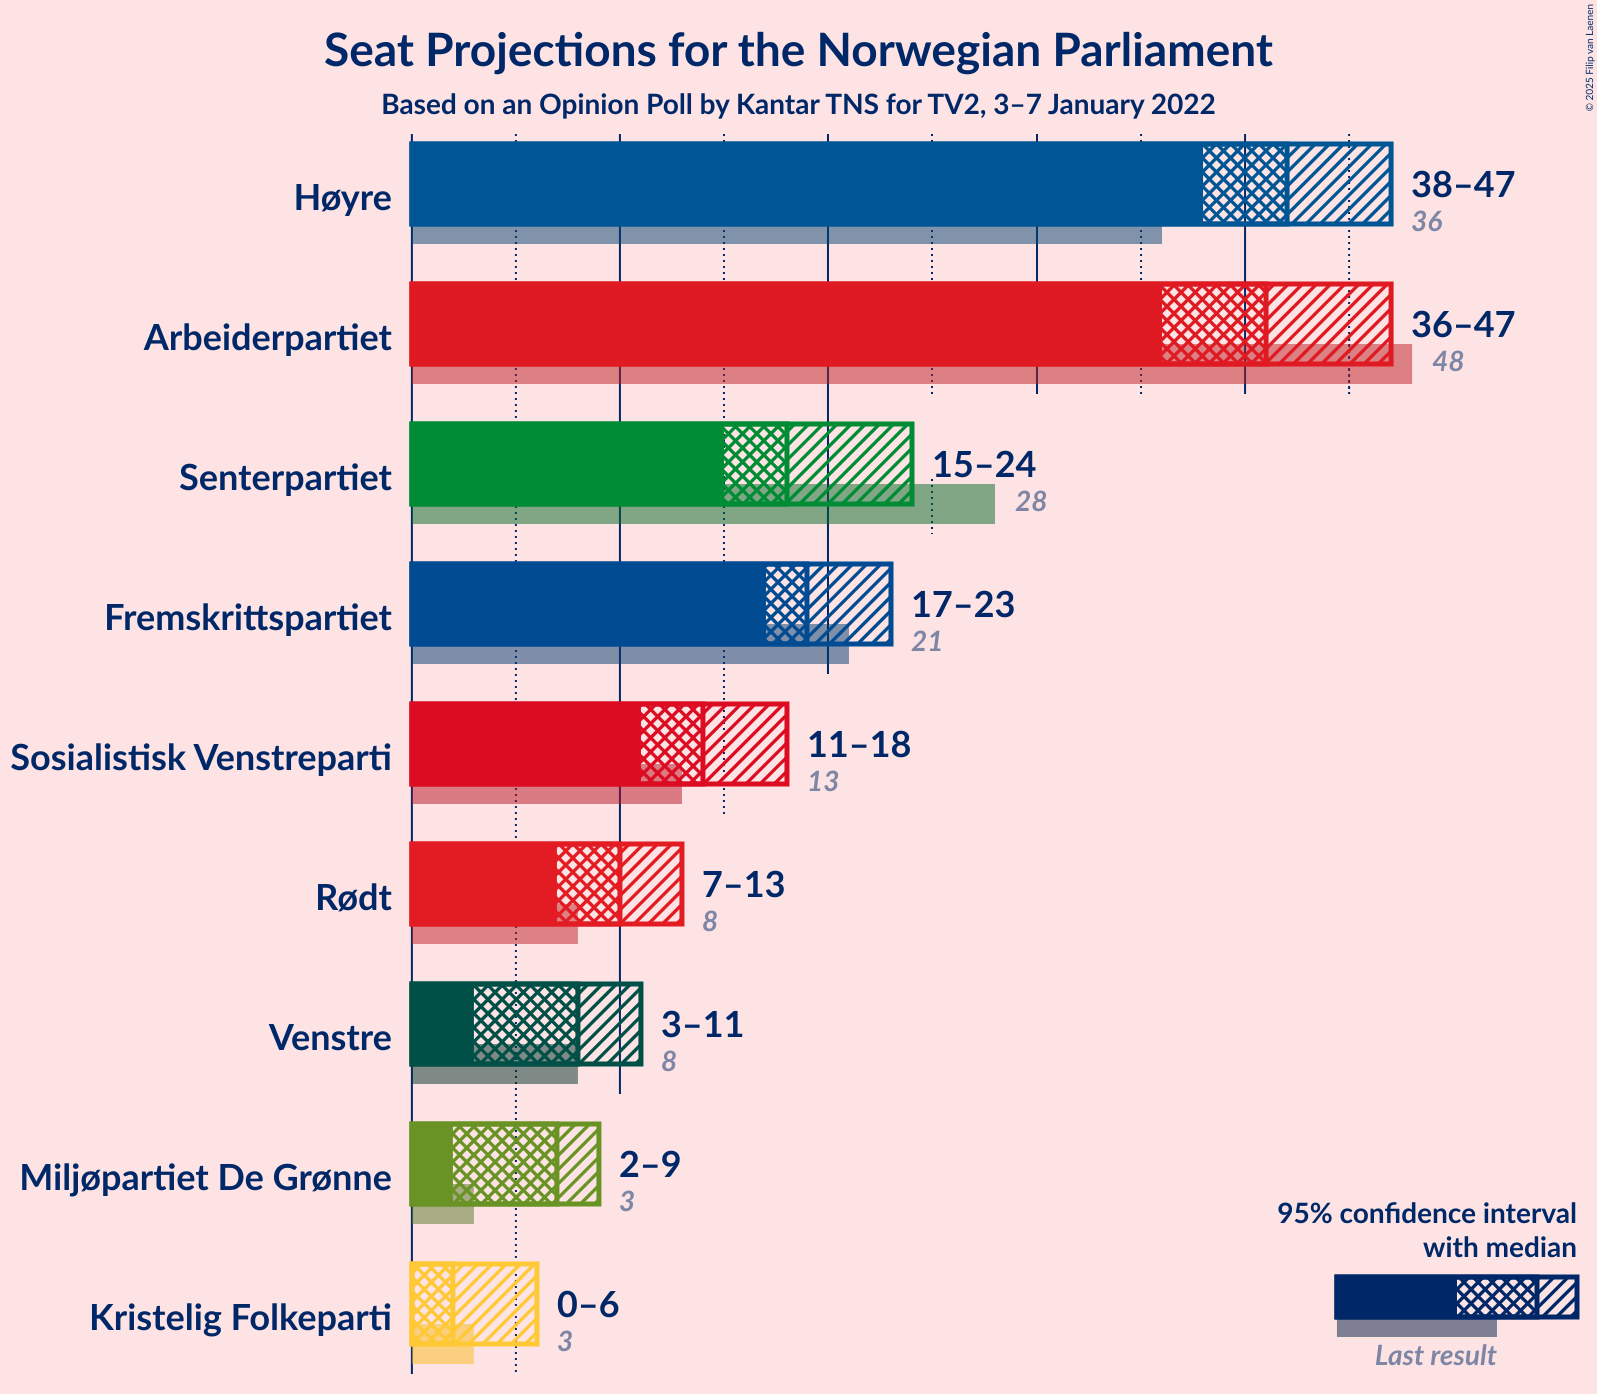 Seat Projections for the Norwegian Parliament
Based on an Opinion Poll by Kantar TNS for TV2, 3–7 January 2022
© 2025 Filip van Laenen
Høyre
38–47
36
Arbeiderpartiet
36–47
48
Senterpartiet
15–24
28
Fremskrittspartiet
17–23
21
Sosialistisk Venstreparti
11–18
13
Rødt
7–13
8
Venstre
3–11
8
Miljøpartiet De Grønne
2–9
3
Kristelig Folkeparti
0–6
3
95% confidence interval
with median
Last result